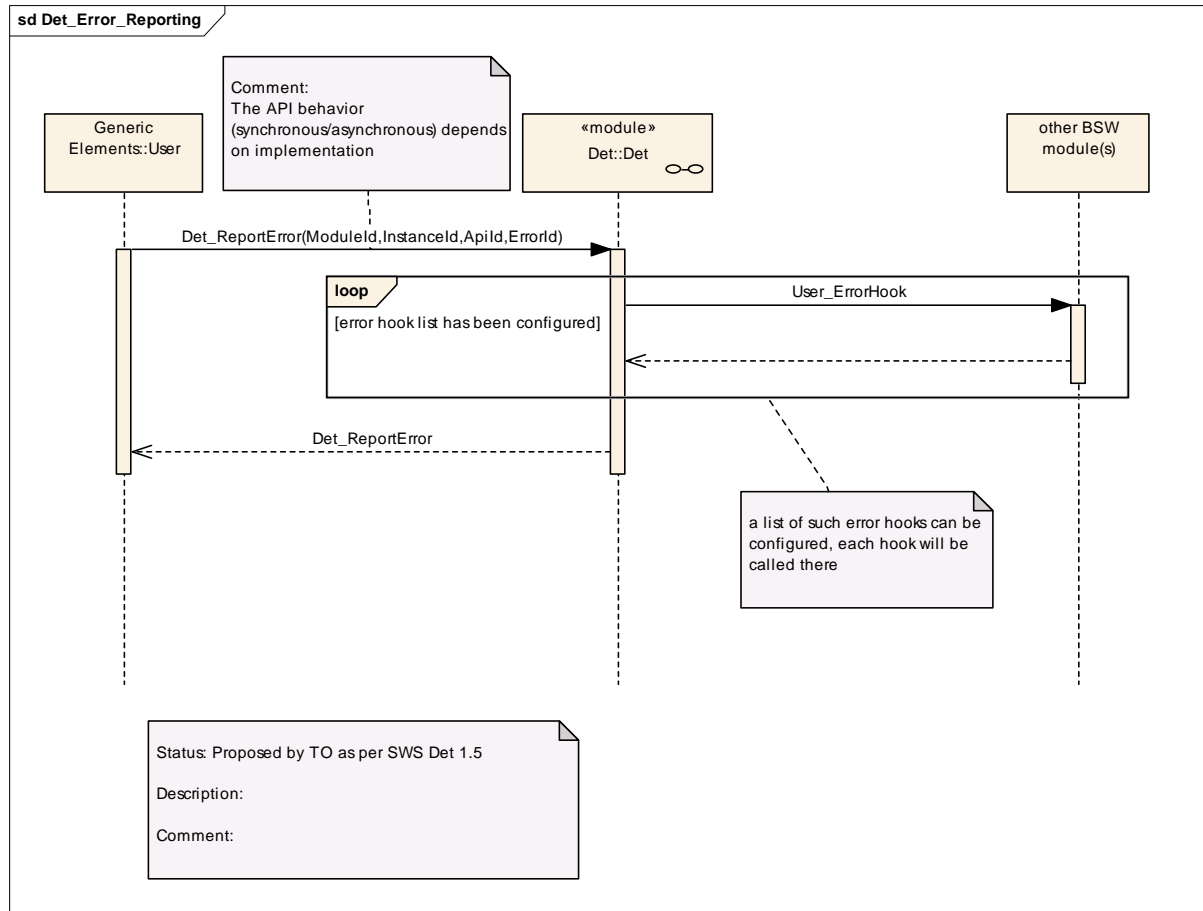 sd Det_Error_Reporting
Comment:
The API behavior
(synchronous/asynchronous) depends
on implementation
Generic
Elements::User
«module»
Det::Det
other BSW
module(s)
Det_ReportError(ModuleId,InstanceId,ApiId,ErrorId)
loop
User_ErrorHook
[error hook list has been configured]
Det_ReportError
a list of such error hooks can be
configured, each hook will be
called there
Status: Proposed by TO as per SWS Det 1.5
Description:
Comment: